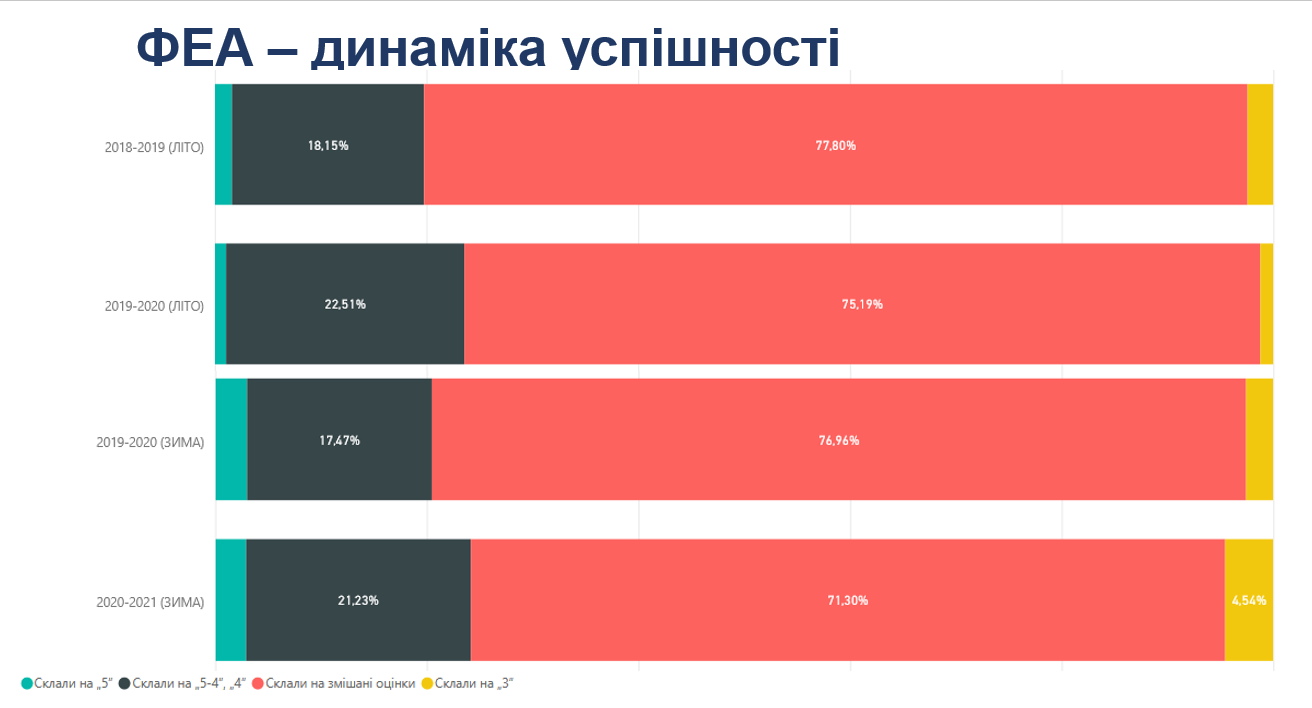 ФЕА – динаміка успішності
2018-2019 (ЛІТО) 18,15% 77,80%
2019-2020 (ЛІТО) 22,51% 75,19%
2019-2020 (ЗИМА) 17,47% 76,96%
2020-2021 (ЗИМА) 21,23% 71,30% 4,54%
Склали на „5“ Склали на „5-4“, „4“ Склали на змішані оцінки Склали на „3“